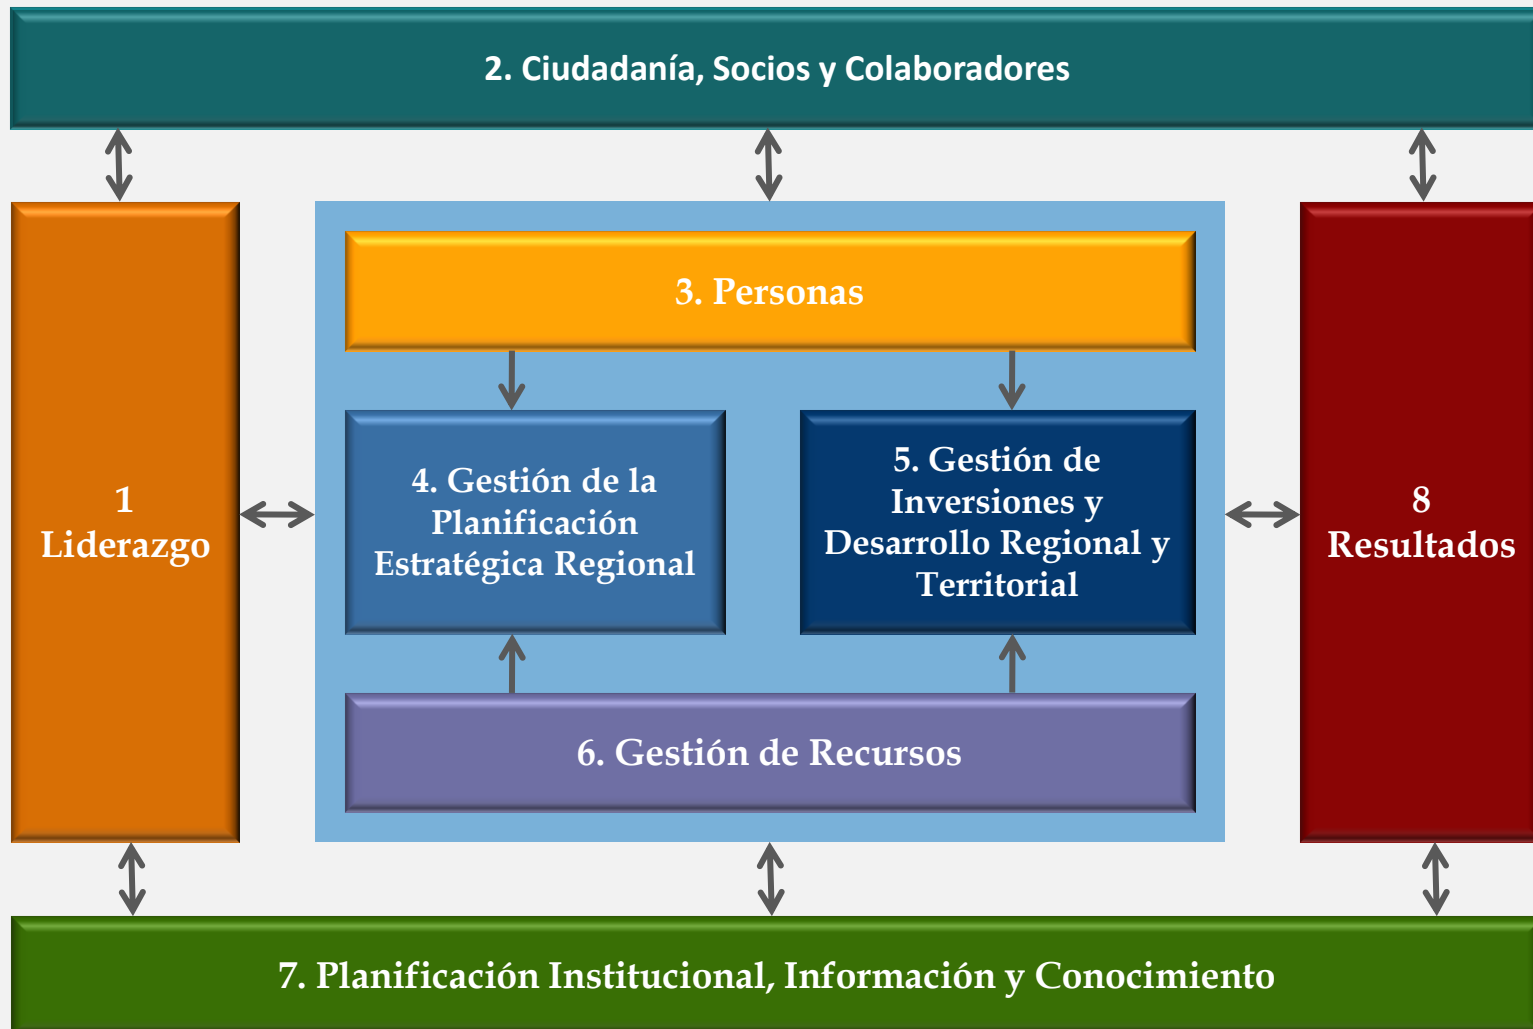 2. Ciudadanía, Socios y Colaboradores
3. Personas
1
Liderazgo
4. Gestión de la
Planificación
Estratégica Regional
5. Gestión de
Inversiones y
Desarrollo Regional y
Territorial
8
Resultados
6. Gestión de Recursos
7. Planificación Institucional, Información y Conocimiento